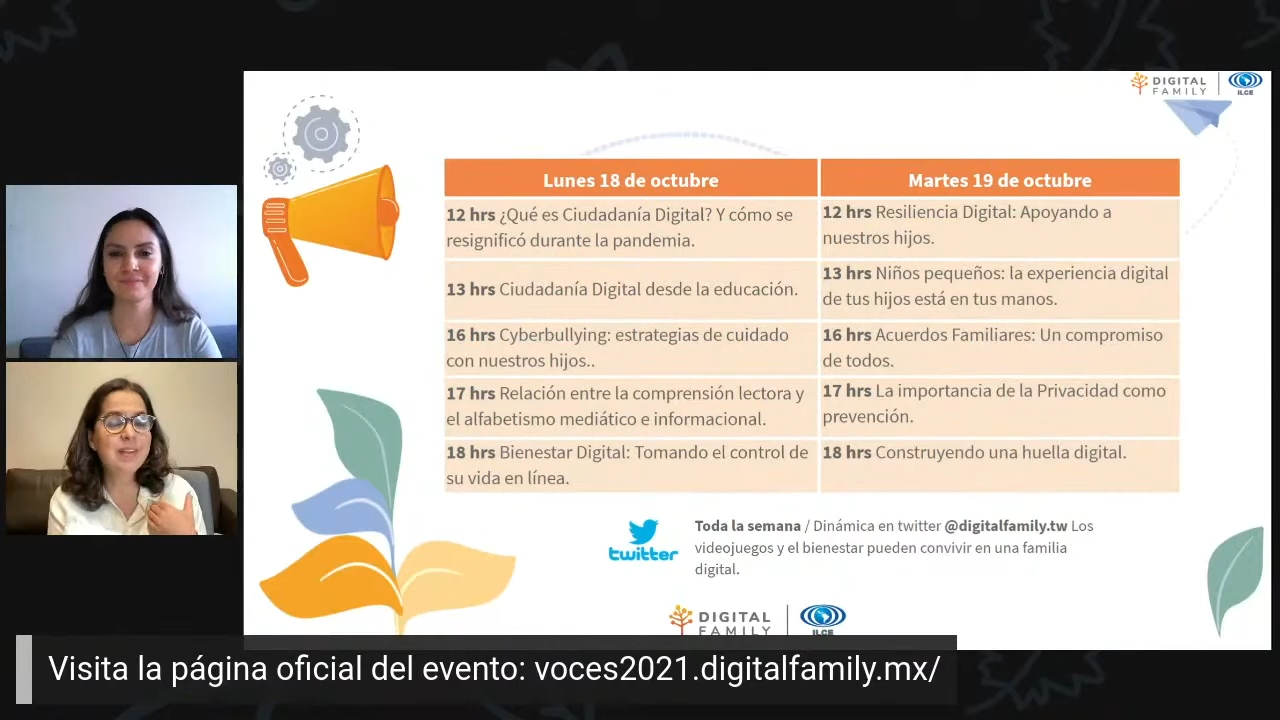 DIGITAL
FAMILY
ILCE
Lunes 18 de octubre
Martes 19 de octubre
12 hrs ¿Qué es Ciudadanía Digital? Y cómo se
resignificó durante la pandemia.
12 hrs Resiliencia Digital: Apoyando a
nuestros hijos.
13 hrs Ciudadanía Digital desde la educación.
13 hrs Niños pequeños: la experiencia digital
de tus hijos está en tus manos.
16 hrs Cyberbullying: estrategias de cuidado
con nuestros hijos..
16 hrs Acuerdos Familiares: Un compromiso
de todos.
17 hrs Relación entre la comprensión lectora y
el alfabetismo mediático e informacional.
17 hrs La importancia de la Privacidad como
prevención.
18 hrs Bienestar Digital: Tomando el control de
su vida en línea.
18 hrs Construyendo una huella digital.
twitter
Toda la semana / Dinámica en twitter @digitalfamily.tw Los
videojuegos y el bienestar pueden convivir en una familia
digital.
DIGITAL
FAMILY
ILCE
Visita la página oficial del evento: voces2021.digitalfamily.mx/